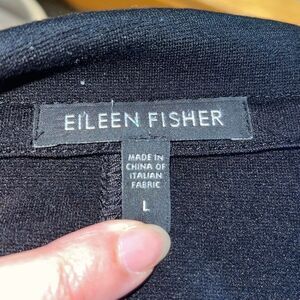 EILEEN FISHER
MADE IN
CHINA OF
ITALIAN
FABRIC
L